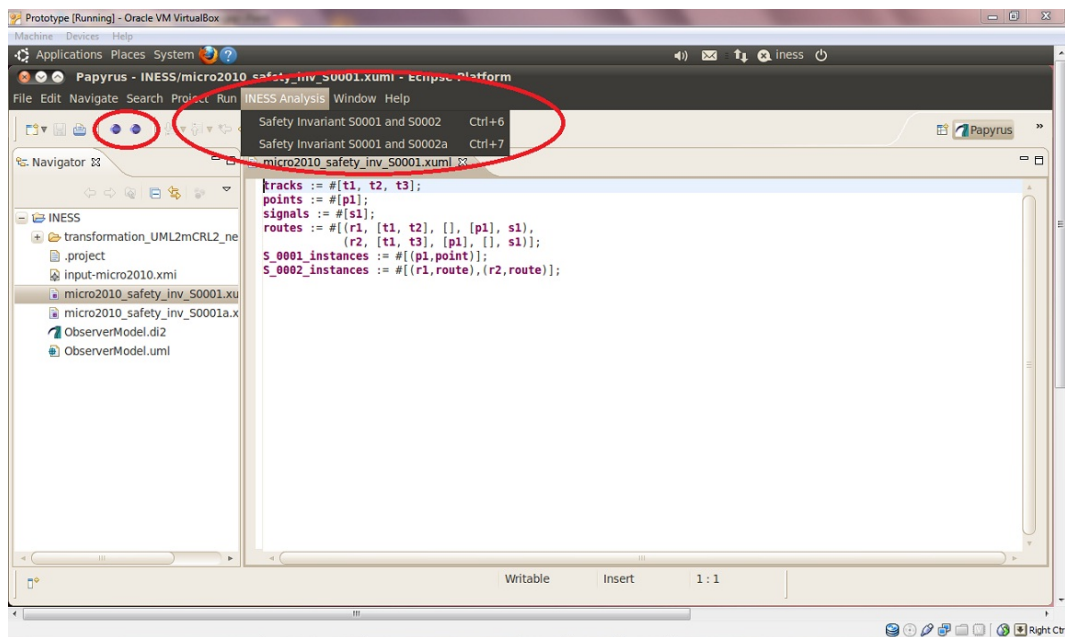 Prototype [Running] - Oracle VM VirtualBox
Machine Devices Help
Applications Places System iness
Papyrus - INESS/micro2010_safety_inv_S0001.xuml - Eclipse Platform
File Edit Navigate Search Project Run INESS Analysis Window Help
Safety Invariant S0001 and S0002 Ctrl+6
Safety Invariant S0001 and S0002a Ctrl+7
Papyrus »
Navigator
micro2010_safety_inv_S0001.xuml
tracks := #[t1, t2, t3];
points := #[p1];
signals := #[s1];
routes := #[(r1, [t1, t2], [], [p1], s1),
(r2, [t1, t3], [p1], [], s1)];
S_0001_instances := #[(p1,point)];
S_0002_instances := #[(r1,route),(r2,route)];
INESS
transformation_UML2mCRL2_ne
.project
input-micro2010.xmi
micro2010_safety_inv_S0001.xu
micro2010_safety_inv_S0001a.x
ObserverModel.di2
ObserverModel.uml
Writable Insert 1 : 1
Right Ctr